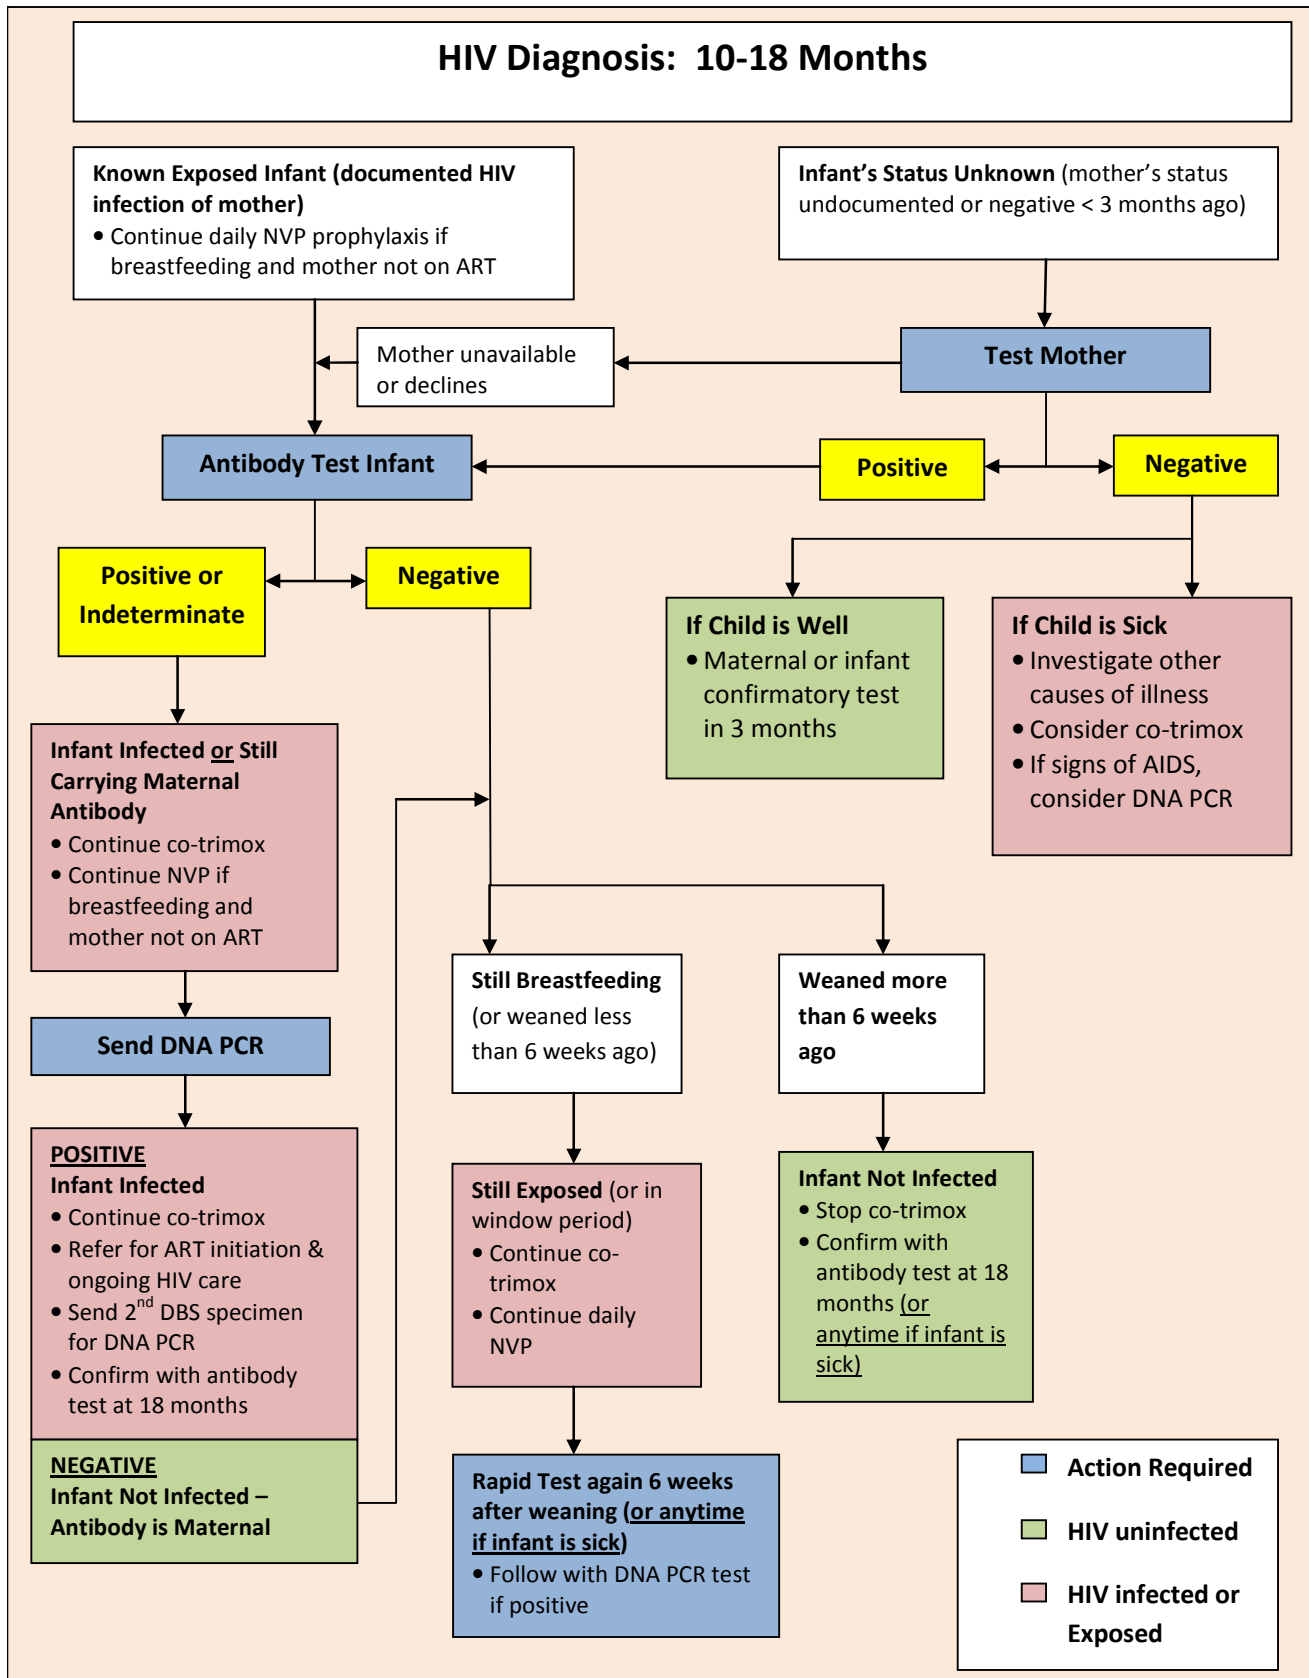 HIV Diagnosis: 10-18 Months
Known Exposed Infant (documented HIV
infection of mother)
• Continue daily NVP prophylaxis if
breastfeeding and mother not on ART
Infant's Status Unknown (mother's status
undocumented or negative < 3 months ago)
Mother unavailable
or declines
Test Mother
Antibody Test Infant
Positive
Negative
Positive or
Indeterminate
Negative
If Child is Well
• Maternal or infant
confirmatory test
in 3 months
If Child is Sick
• Investigate other
causes of illness
• Consider co-trimox
• If signs of AIDS,
consider DNA PCR
Infant Infected or Still
Carrying Maternal
Antibody
• Continue co-trimox
• Continue NVP if
breastfeeding and
mother not on ART
Send DNA PCR
Still Breastfeeding
(or weaned less
than 6 weeks ago)
Weaned more
than 6 weeks
ago
POSITIVE
Infant Infected
• Continue co-trimox
• Refer for ART initiation &
ongoing HIV care
• Send 2nd DBS specimen
for DNA PCR
• Confirm with antibody
test at 18 months
NEGATIVE
Infant Not Infected –
Antibody is Maternal
Still Exposed (or in
window period)
• Continue co-
trimox
• Continue daily
NVP
Infant Not Infected
• Stop co-trimox
• Confirm with
antibody test at 18
months (or
anytime if infant is
sick)
Rapid Test again 6 weeks
after weaning (or anytime
if infant is sick)
• Follow with DNA PCR test
if positive
Action Required
HIV uninfected
HIV infected or
Exposed